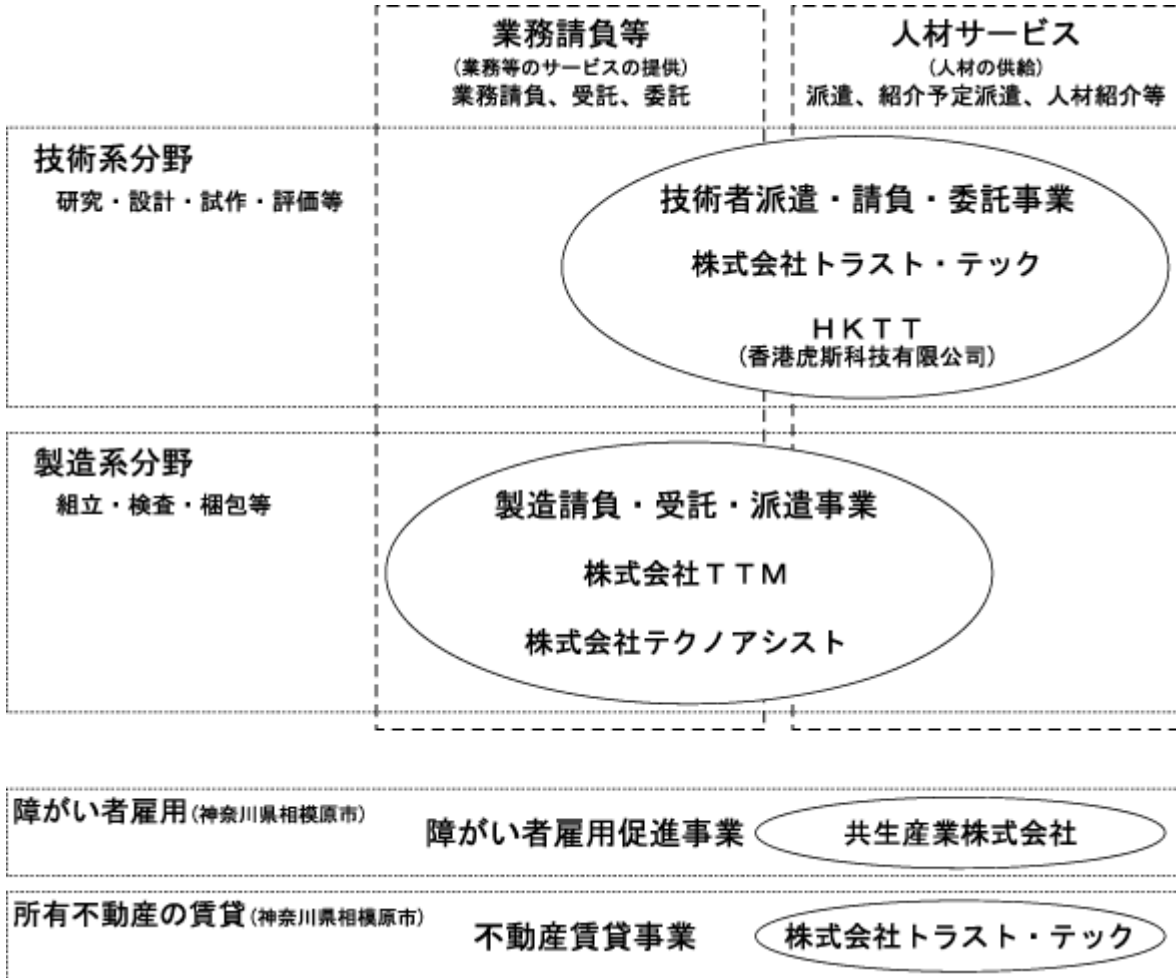 業務請負等
(業務等のサービスの提供)
業務請負、受託、委託
人材サービス
(人材の供給)
派遣、紹介予定派遣、人材紹介等
技術系分野
研究・設計・試作・評価等
技術者派遣・請負・委託事業
株式会社トラスト・テック
ＨＫＴＴ
(香港虎斯科技有限公司)
製造系分野
組立・検査・梱包等
製造請負・受託・派遣事業
株式会社ＴＴＭ
株式会社テクノアシスト
障がい者雇用(神奈川県相模原市)
障がい者雇用促進事業
共生産業株式会社
所有不動産の賃貸(神奈川県相模原市)
不動産賃貸事業
株式会社トラスト・テック